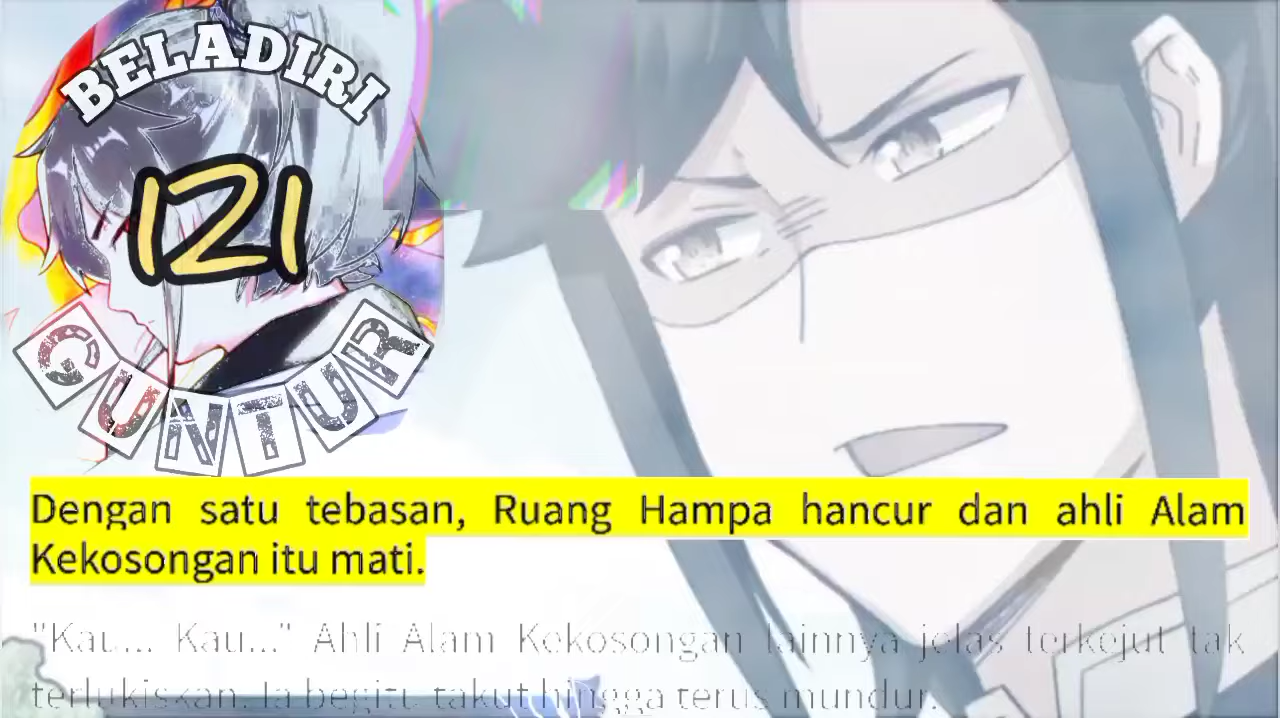 BELADIRI
121
GUNTUR
Dengan satu tebasan, Ruang Hampa hancur dan ahli Alam
Kekosongan itu mati.
"Kau... Kau..." Ahli Alam Kekosongan lainnya jelas terkejut tak
terlukiskan. Ia begitu takut hingga terus mundur.